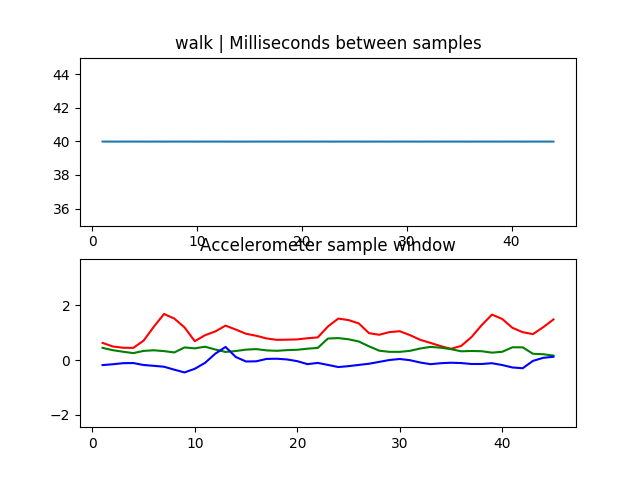 walk | Milliseconds between samples
44
42
40
38
36
0 10 20 30 40
Accelerometer sample window
2
0
−2
0 10 20 30 40